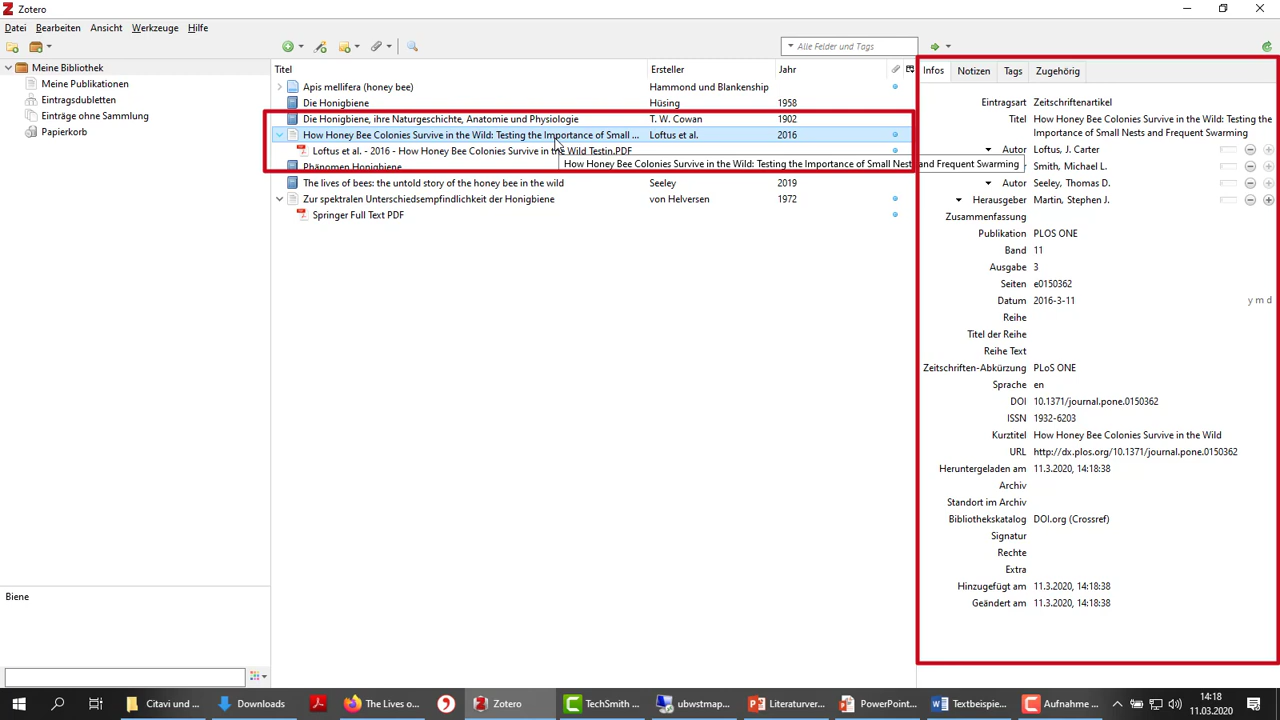 Zotero
Datei Bearbeiten Ansicht Werkzeuge Hilfe
Alle Felder und Tags
Meine Bibliothek
Meine Publikationen
Eintragsdubletten
Einträge ohne Sammlung
Papierkorb
Biene
Titel Ersteller Jahr
Apis mellifera (honey bee) Hammond und Blankenship
Die Honigbiene Hüsing 1958
Die Honigbiene, ihre Naturgeschichte, Anatomie und Physiologie T. W. Cowan 1902
How Honey Bee Colonies Survive in the Wild: Testing the Importance of Small ... Loftus et al. 2016
Loftus et al. - 2016 - How Honey Bee Colonies Survive in the Wild Testin.PDF
How Honey Bee Colonies Survive in the Wild: Testing the Importance of Small Nests and Frequent Swarming
Phänomen Honigbiene
The lives of bees: the untold story of the honey bee in the wild Seeley 2019
Zur spektralen Unterschiedsempfindlichkeit der Honigbiene von Helversen 1972
Springer Full Text PDF
Infos Notizen Tags Zugehörig
Eintragsart Zeitschriftenartikel
Titel How Honey Bee Colonies Survive in the Wild: Testing the
Importance of Small Nests and Frequent Swarming
Autor Loftus, J. Carter
Smith, Michael L.
Autor Seeley, Thomas D.
Herausgeber Martin, Stephen J.
Zusammenfassung
Publikation PLOS ONE
Band 11
Ausgabe 3
Seiten e0150362
Datum 2016-3-11 y m d
Reihe
Titel der Reihe
Reihe Text
Zeitschriften-Abkürzung PLoS ONE
Sprache en
DOI 10.1371/journal.pone.0150362
ISSN 1932-6203
Kurztitel How Honey Bee Colonies Survive in the Wild
URL http://dx.plos.org/10.1371/journal.pone.0150362
Heruntergeladen am 11.3.2020, 14:18:38
Archiv
Standort im Archiv
Bibliothekskatalog DOI.org (Crossref)
Signatur
Rechte
Extra
Hinzugefügt am 11.3.2020, 14:18:38
Geändert am 11.3.2020, 14:18:38
Citavi und ... Downloads The Lives o... Zotero TechSmith ... ubwstmap... Literaturver... PowerPoint... Textbeispie... Aufnahme ... 14:18
11.03.2020